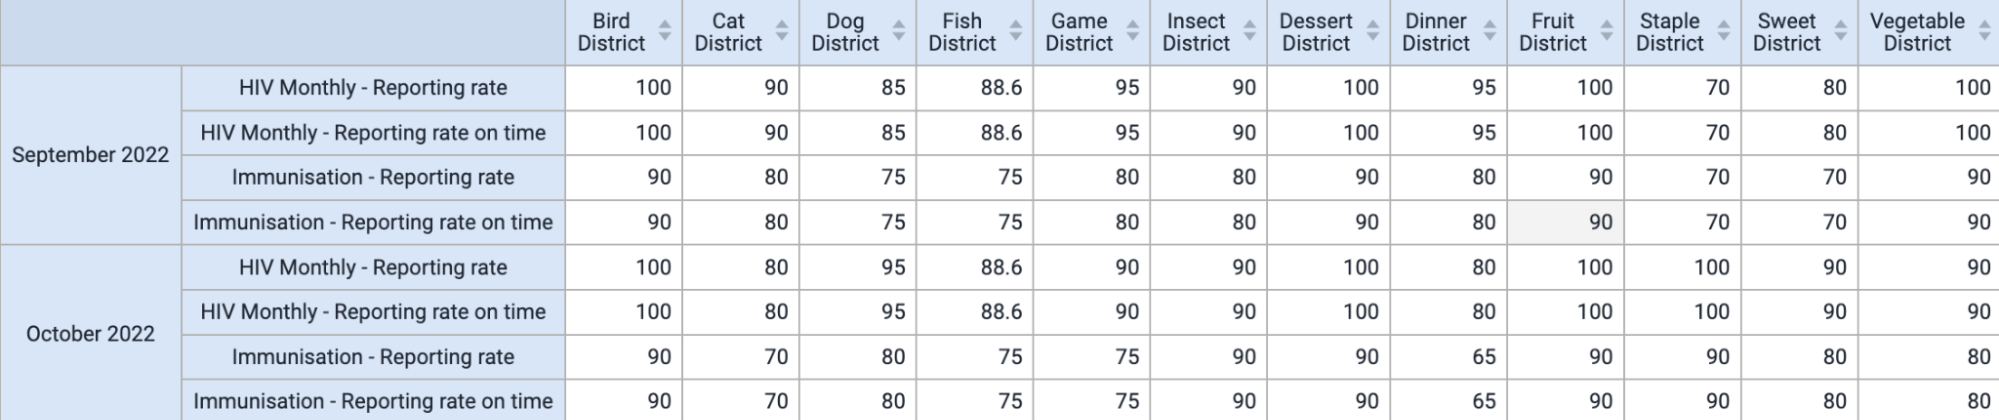 Bird District Cat District Dog District Fish District Game District Insect District Dessert District Dinner District Fruit District Staple District Sweet District Vegetable District
September 2022
HIV Monthly - Reporting rate 100 90 85 88.6 95 90 100 95 100 70 80 100
HIV Monthly - Reporting rate on time 100 90 85 88.6 95 90 100 95 100 70 80 100
Immunisation - Reporting rate 90 80 75 75 80 80 90 80 90 70 70 90
Immunisation - Reporting rate on time 90 80 75 75 80 80 90 80 90 70 70 90
October 2022
HIV Monthly - Reporting rate 100 80 95 88.6 90 90 100 80 100 100 90 90
HIV Monthly - Reporting rate on time 100 80 95 88.6 90 90 100 80 100 100 90 90
Immunisation - Reporting rate 90 70 80 75 75 90 90 65 90 90 80 80
Immunisation - Reporting rate on time 90 70 80 75 75 90 90 65 90 90 80 80